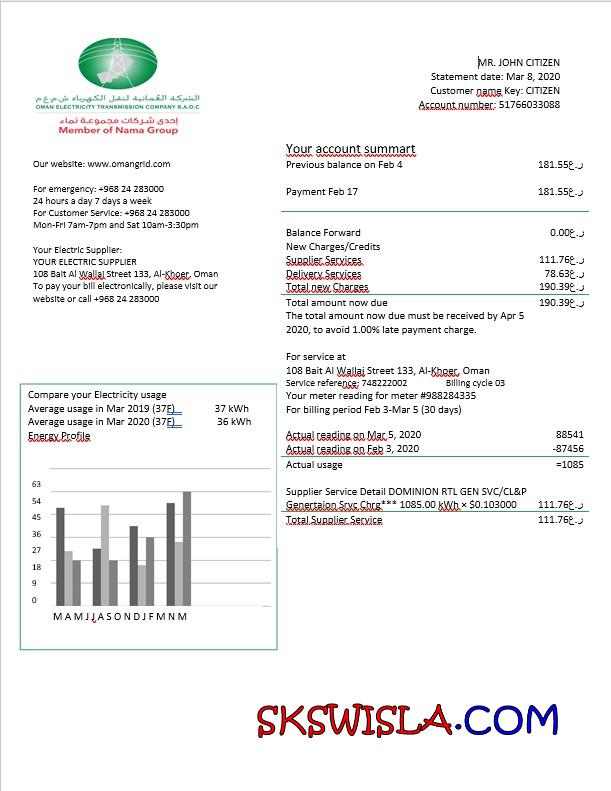 الشركة العُمانية لنقل الكهرباء ش.م.ع.م
OMAN ELECTRICITY TRANSMISSION COMPANY S.A.O.C
إحدى شركات مجموعة نماء
Member of Nama Group
MR. JOHN CITIZEN
Statement date: Mar 8, 2020
Customer name Key: CITIZEN
Account number: 51766033088
Our website: www.omangrid.com
For emergency: +968 24 283000
24 hours a day 7 days a week
For Customer Service: +968 24 283000
Mon-Fri 7am-7pm and Sat 10am-3:30pm
Your Electric Supplier:
YOUR ELECTRIC SUPPLIER
108 Bait Al Wallaj Street 133, Al-Khoer, Oman
To pay your bill electronically, please visit our
website or call +968 24 283000
Your account summart
Previous balance on Feb 4 181.55ر.ع
Payment Feb 17 181.55ر.ع
Balance Forward 0.00ر.ع
New Charges/Credits
Supplier Services 111.76ر.ع
Delivery Services 78.63ر.ع
Total new Charges 190.39ر.ع
Total amount now due 190.39ر.ع
The total amount now due must be received by Apr 5
2020, to avoid 1.00% late payment charge.
For service at
108 Bait Al Wallaj Street 133, Al-Khoer, Oman
Service reference: 748222002 Billing cycle 03
Your meter reading for meter #988284335
For billing period Feb 3-Mar 5 (30 days)
Actual reading on Mar 5, 2020 88541
Actual reading on Feb 3, 2020 -87456
Actual usage =1085
Supplier Service Detail DOMINION RTL GEN SVC/CL&P
Genertaion Srvc Chrg*** 1085.00 kWh × $0.103000 111.76ر.ع
Total Supplier Service 111.76ر.ع
Compare your Electricity usage
Average usage in Mar 2019 (37F) 37 kWh
Average usage in Mar 2020 (37F) 36 kWh
Energy Profile
63
54
45
36
27
18
9
0
M A M J J A S O N D J F M N M
SKSWISLA.COM